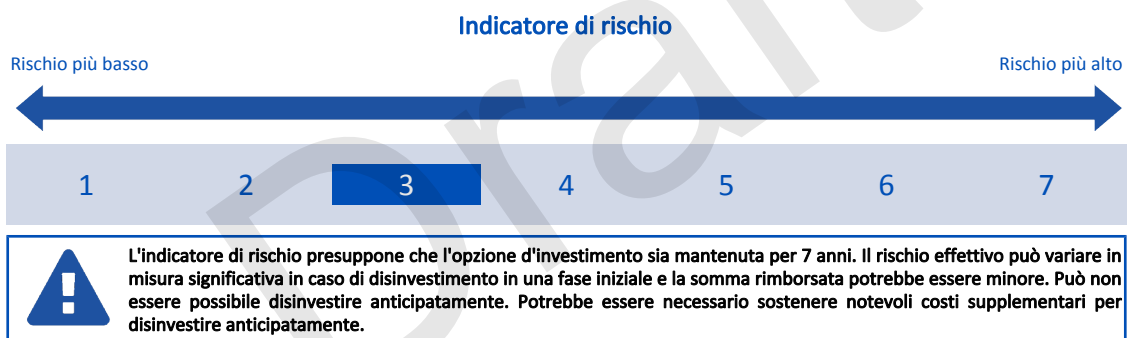 Indicatore di rischio
Rischio più basso
Rischio più alto
1 2 3 4 5 6 7
L'indicatore di rischio presuppone che l'opzione d'investimento sia mantenuta per 7 anni. Il rischio effettivo può variare in
misura significativa in caso di disinvestimento in una fase iniziale e la somma rimborsata potrebbe essere minore. Può non
essere possibile disinvestire anticipatamente. Potrebbe essere necessario sostenere notevoli costi supplementari per
disinvestire anticipatamente.
Draft